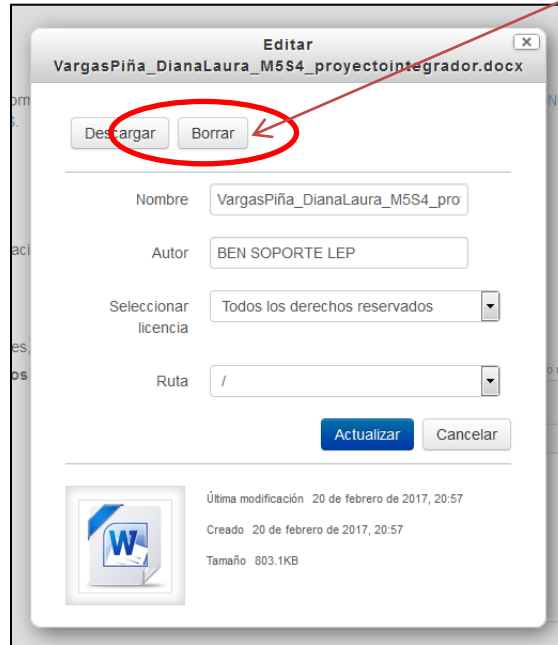 Editar
VargasPiña_DianaLaura_M5S4_proyectointegrador.docx
Descargar Borrar
Nombre VargasPiña_DianaLaura_M5S4_pro
Autor BEN SOPORTE LEP
Seleccionar licencia Todos los derechos reservados
Ruta /
Actualizar Cancelar
Última modificación 20 de febrero de 2017, 20:57
Creado 20 de febrero de 2017, 20:57
Tamaño 803.1KB
W